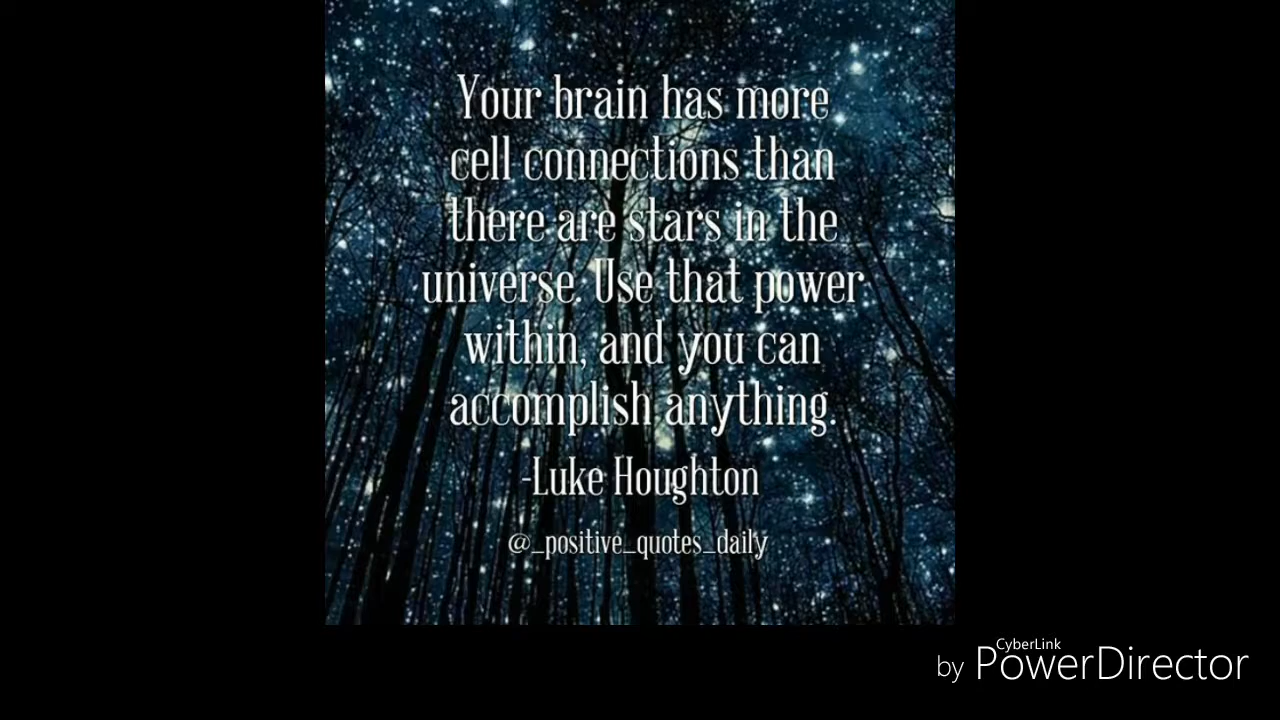 Your brain has more
cell connections than
there are stars in the
universe. Use that power
within, and you can
accomplish anything.
-Luke Houghton
@_positive_quotes_daily
CyberLink
by PowerDirector